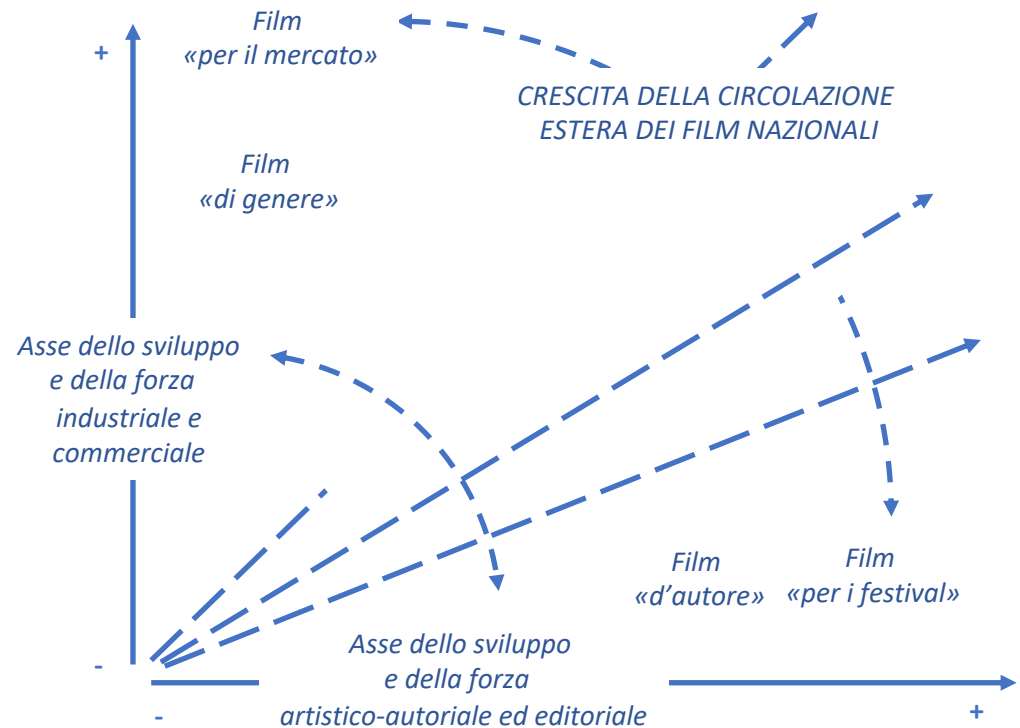 Film
«per il mercato»
+
CRESCITA DELLA CIRCOLAZIONE
ESTERA DEI FILM NAZIONALI
Film
«di genere»
Asse dello sviluppo
e della forza
industriale e
commerciale
Film
«d'autore»
Film
«per i festival»
-
Asse dello sviluppo
e della forza
artistico-autoriale ed editoriale
-
+